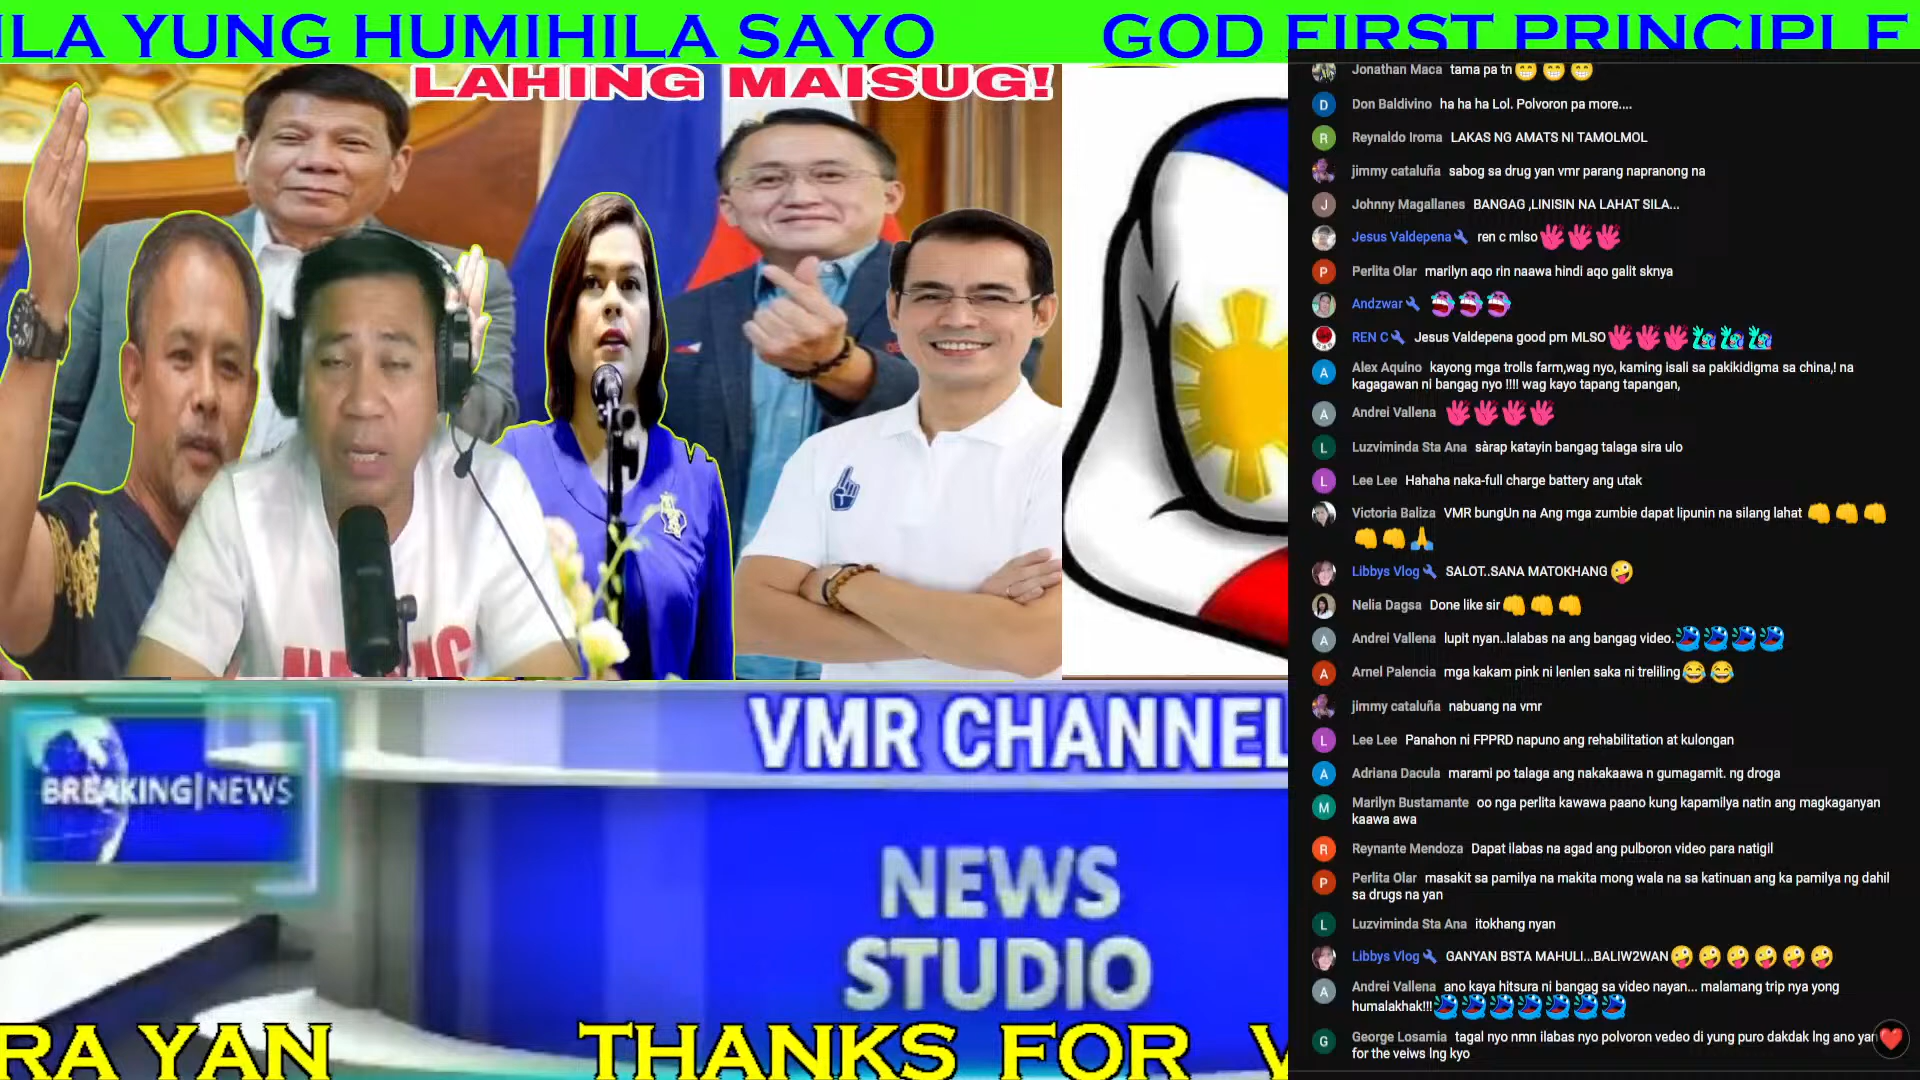 ILA YUNG HUMIHILA SAYO GOD FIRST PRINCIPLE
LAHING MAISUG!
VMR CHANNEL
BREAKING|NEWS
NEWS
STUDIO
RA YAN THANKS FOR V
Jonathan Maca tama pa tn😁😁😁
Don Baldivino ha ha ha Lol. Polvoron pa more....
Reynaldo Iroma LAKAS NG AMATS NI TAMOLMOL
jimmy cataluña sabog sa drug yan vmr parang napranong na
Johnny Magallanes BANGAG ,LINISIN NA LAHAT SILA...
Jesus Valdepena ren c mlso
Perlita Olar marilyn aqo rin naawa hindi aqo galit sknya
Andzwar
REN C Jesus Valdepena good pm MLSO
Alex Aquino kayong mga trolls farm,wag nyo, kaming isali sa pakikidigma sa china,! na
kagagawan ni bangag nyo !!!! wag kayo tapang tapangan,
Andrei Vallena
Luzviminda Sta Ana sàrap katayin bangag talaga sira ulo
Lee Lee Hahaha naka-full charge battery ang utak
Victoria Baliza VMR bungUn na Ang mga zumbie dapat lipunin na silang lahat 👊👊👊
👊👊🙏
Libbys Vlog SALOT..SANA MATOKHANG🤪
Nelia Dagsa Done like sir👊👊👊
Andrei Vallena lupit nyan..lalabas na ang bangag video.
Arnel Palencia mga kakam pink ni lenlen saka ni treliling😂😂
jimmy cataluña nabuang na vmr
Lee Lee Panahon ni FPPRD napuno ang rehabilitation at kulongan
Adriana Dacula marami po talaga ang nakakaawa n gumagamit. ng droga
Marilyn Bustamante oo nga perlita kawawa paano kung kapamilya natin ang magkaganyan
kaawa awa
Reynante Mendoza Dapat ilabas na agad ang pulboron video para natigil
Perlita Olar masakit sa pamilya na makita mong wala na sa katinuan ang ka pamilya ng dahil
sa drugs na yan
Luzviminda Sta Ana itokhang nyan
Libbys Vlog GANYAN BSTA MAHULI...BALIW2WAN🤪🤪🤪🤪🤪🤪
Andrei Vallena ano kaya hitsura ni bangag sa video nayan... malamang trip nya yong
humalakhak!!!
George Losamia tagal nyo nmn ilabas nyo polvoron vedeo di yung puro dakdak lng ano yan
for the veiws lng kyo